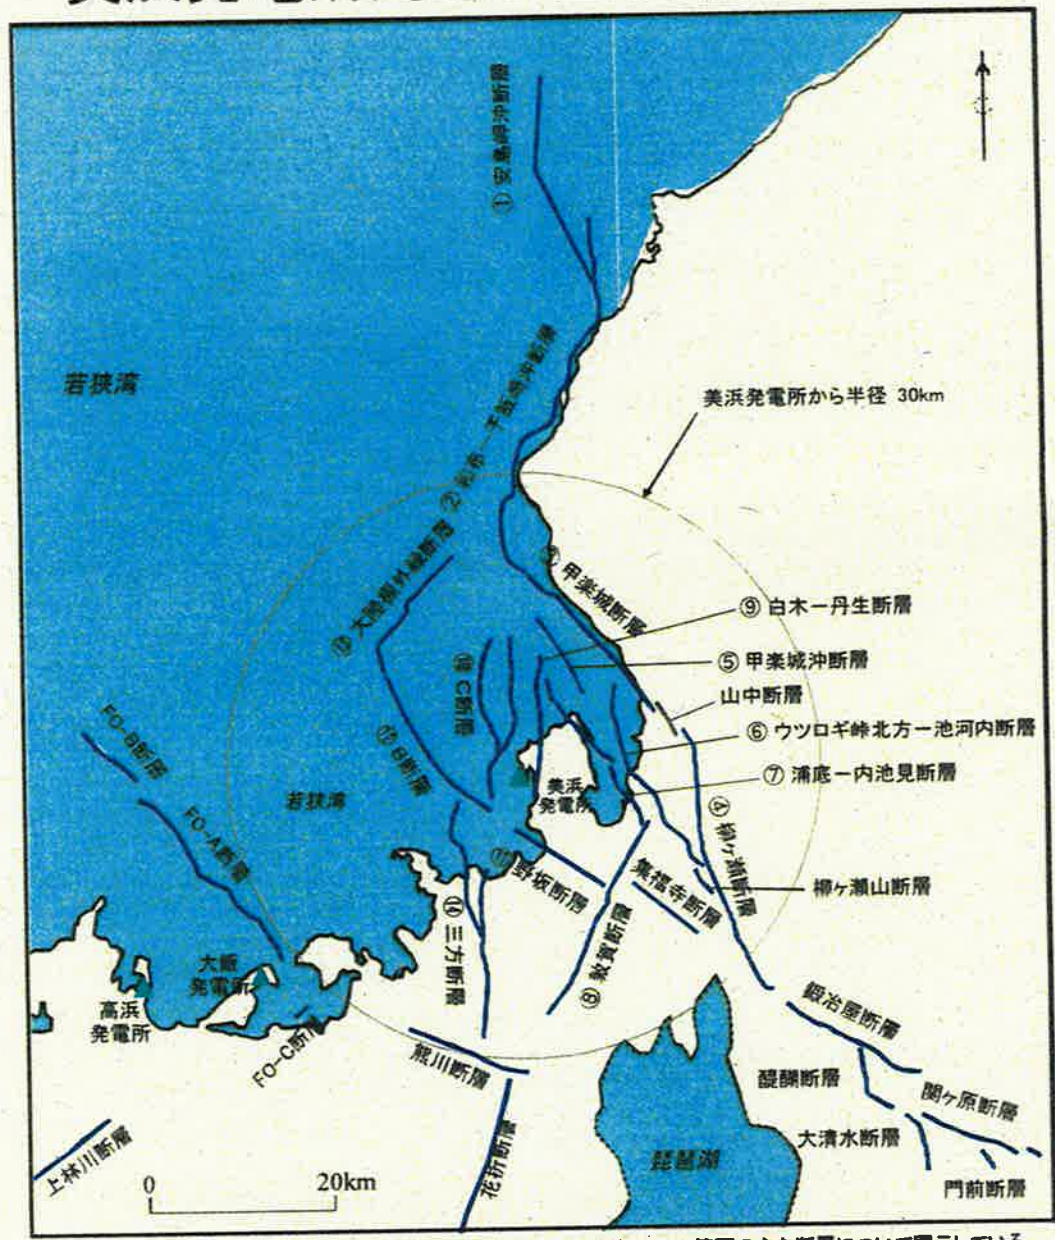 ① 安島岬沖断層
若狭湾
② 和布－干飯崎沖断層
美浜発電所から半径 30km
⑬ 大陸棚外縁断層
甲楽城断層
⑨ 白木－丹生断層
⑤ 甲楽城沖断層
山中断層
C断層
⑥ ウツロギ峠北方－池河内断層
FO-B断層
B断層
⑦ 浦底－内池見断層
若狭湾
美浜
発電所
④ 柳ヶ瀬断層
FO-A断層
野坂断層
集福寺断層
柳ヶ瀬山断層
⑭ 三方断層
⑧ 敦賀断層
大飯
発電所
高浜
発電所
鍛冶屋断層
FO-C断層
熊川断層
醍醐断層
関ヶ原断層
上林川断層
花折断層
琵琶湖
大清水断層
門前断層
0
20km